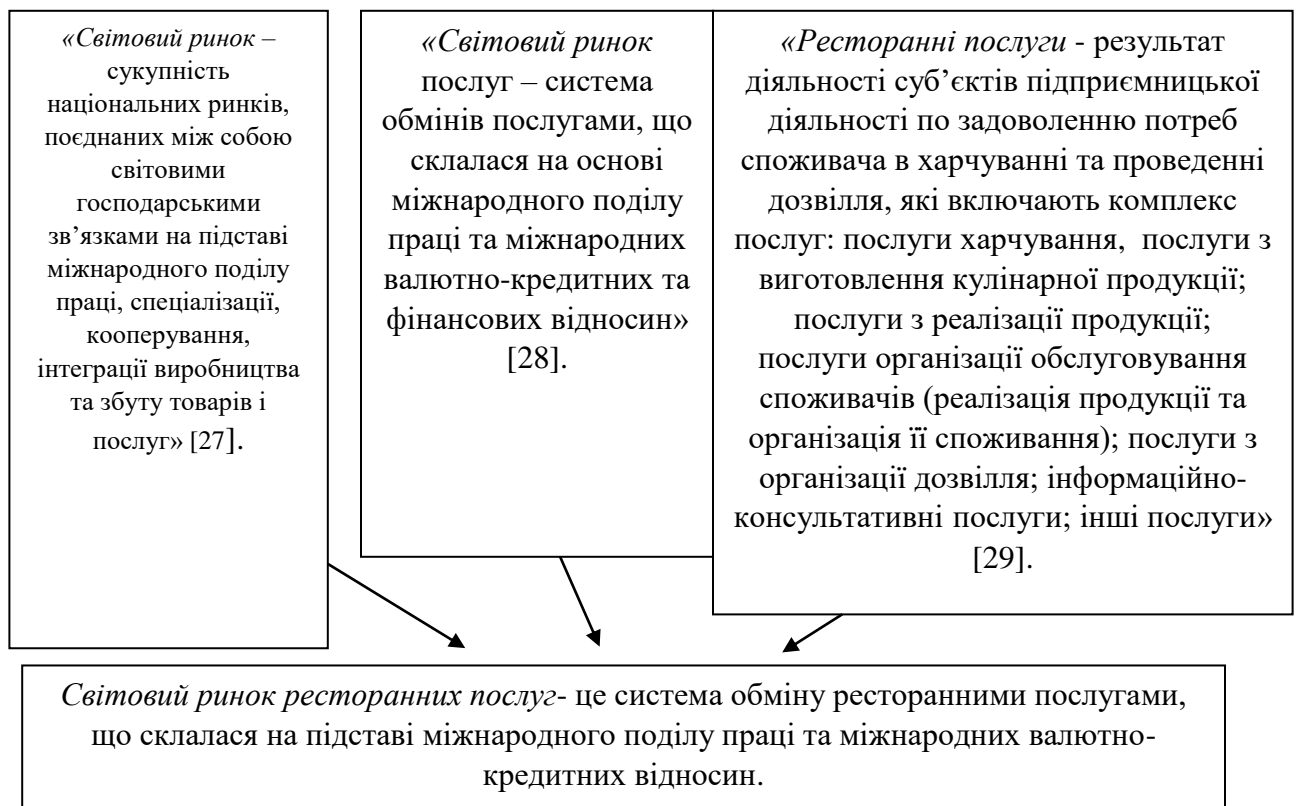 «Світовий ринок –
сукупність
національних ринків,
поєднаних між собою
світовими
господарськими
зв’язками на підставі
міжнародного поділу
праці, спеціалізації,
кооперування,
інтеграції виробництва
та збуту товарів і
послуг» [27].
«Світовий ринок
послуг – система
обмінів послугами, що
склалася на основі
міжнародного поділу
праці та міжнародних
валютно-кредитних та
фінансових відносин»
[28].
«Ресторанні послуги - результат
діяльності суб’єктів підприємницької
діяльності по задоволенню потреб
споживача в харчуванні та проведенні
дозвілля, які включають комплекс
послуг: послуги харчування, послуги з
виготовлення кулінарної продукції;
послуги з реалізації продукції;
послуги організації обслуговування
споживачів (реалізація продукції та
організація її споживання); послуги з
організації дозвілля; інформаційно-
консультативні послуги; інші послуги»
[29].
Світовий ринок ресторанних послуг- це система обміну ресторанними послугами,
що склалася на підставі міжнародного поділу праці та міжнародних валютно-
кредитних відносин.